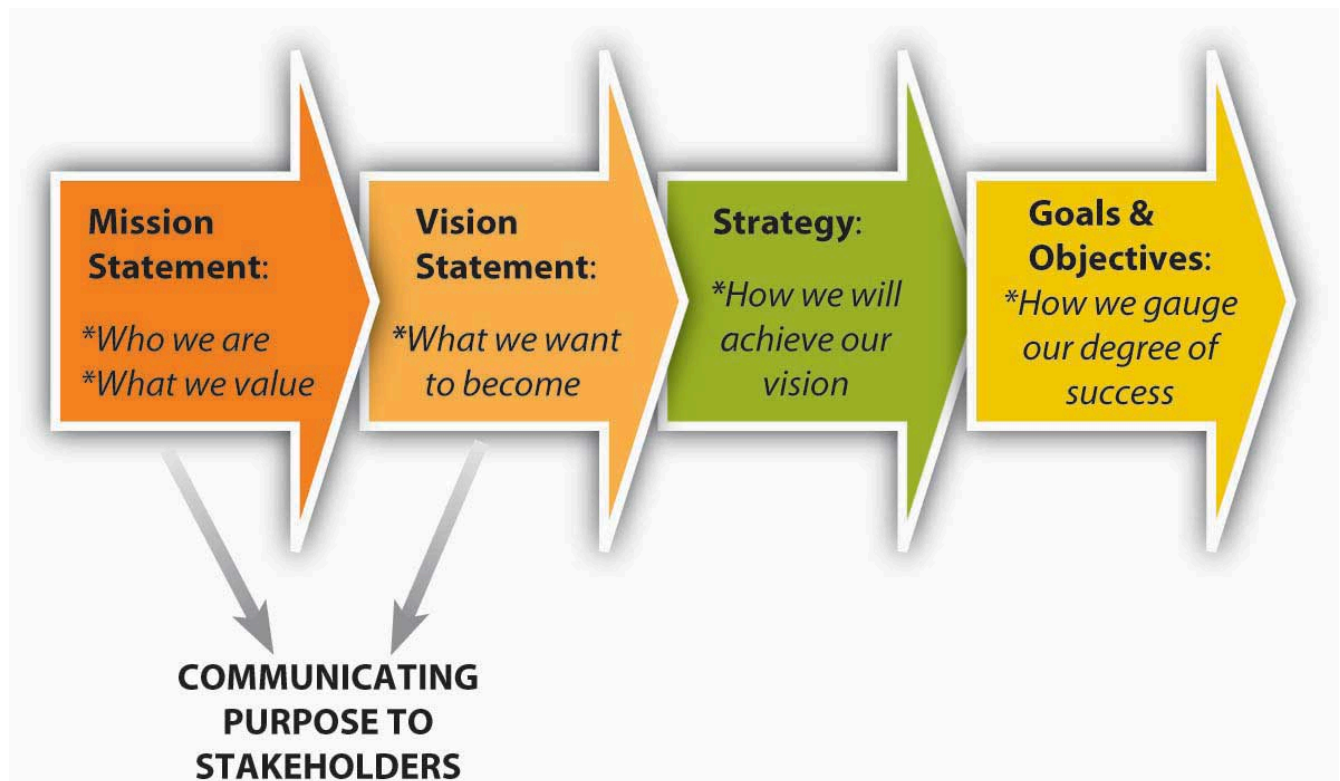 Mission
Statement:
*Who we are
*What we value
Vision
Statement:
*What we want
to become
Strategy:
*How we will
achieve our
vision
Goals &
Objectives:
*How we gauge
our degree of
success
COMMUNICATING
PURPOSE TO
STAKEHOLDERS